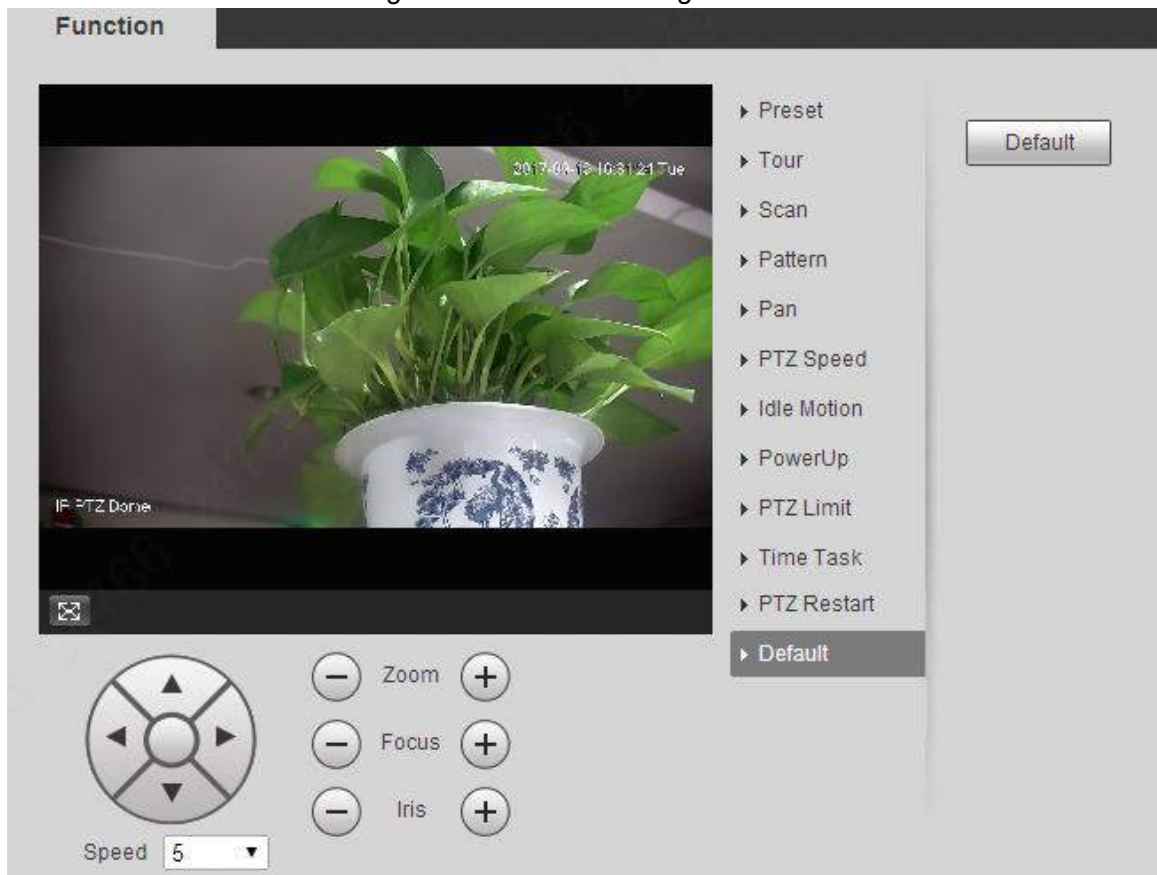 Function
Tue
PTZ Dome
Preset
Tour
Scan
Pattern
Pan
PTZ Speed
Idle Motion
PowerUp
PTZ Limit
Time Task
PTZ Restart
Default
Default
Zoom
Focus
Iris
Speed 5